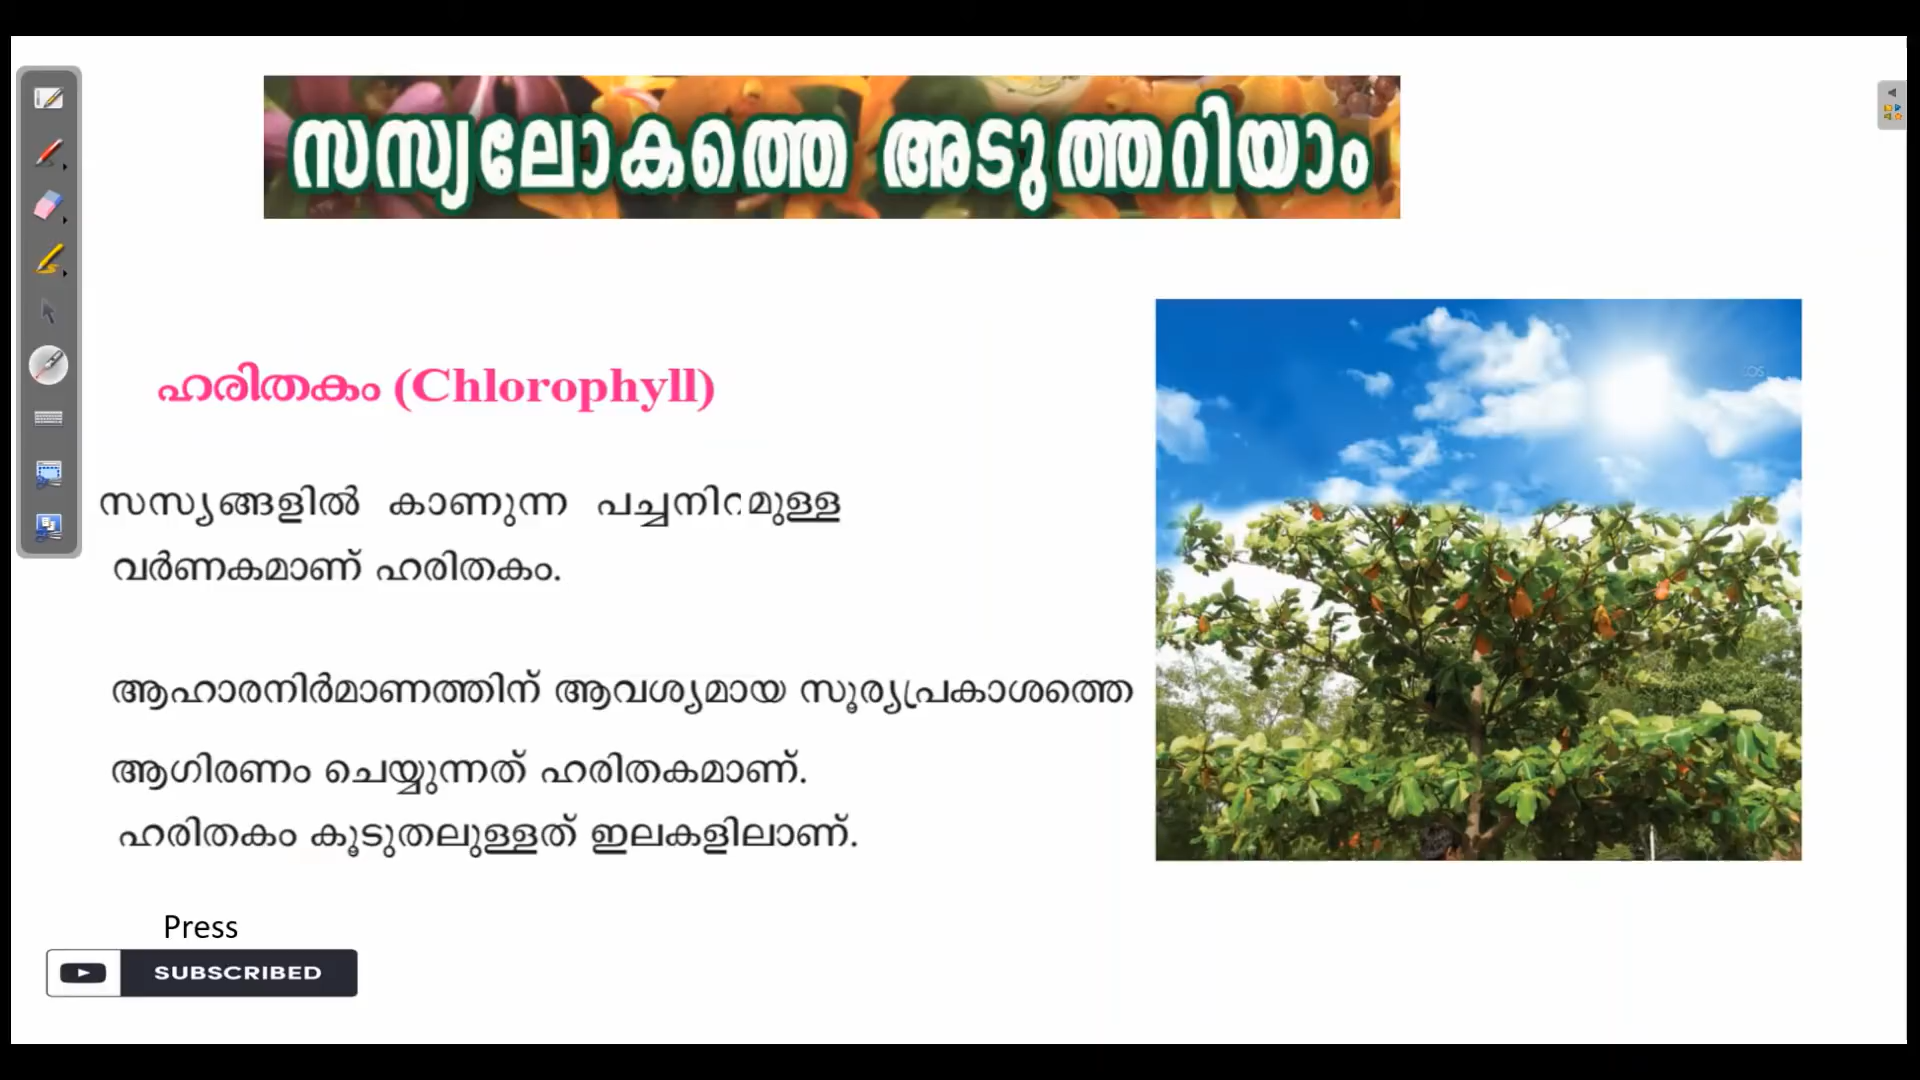 സസ്യലോകത്തെ അടുത്തറിയാം
ഹരിതകം (Chlorophyll)
സസ്യങ്ങളിൽ കാണുന്ന പച്ചനിറമുള്ള
വർണകമാണ് ഹരിതകം.
ആഹാരനിർമാണത്തിന് ആവശ്യമായ സൂര്യപ്രകാശത്തെ
ആഗിരണം ചെയ്യുന്നത് ഹരിതകമാണ്.
ഹരിതകം കൂടുതലുള്ളത് ഇലകളിലാണ്.
Press
SUBSCRIBED